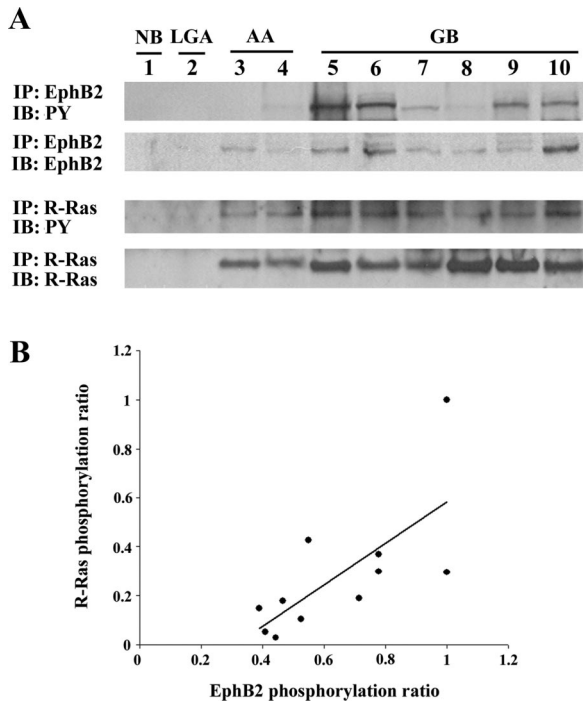 A
NB LGA AA GB
1 2 3 4 5 6 7 8 9 10
IP: EphB2
IB: PY
IP: EphB2
IB: EphB2
IP: R-Ras
IB: PY
IP: R-Ras
IB: R-Ras
B
R-Ras phosphorylation ratio
1.2
1
0.8
0.6
0.4
0.2
0
0 0.2 0.4 0.6 0.8 1 1.2
EphB2 phosphorylation ratio